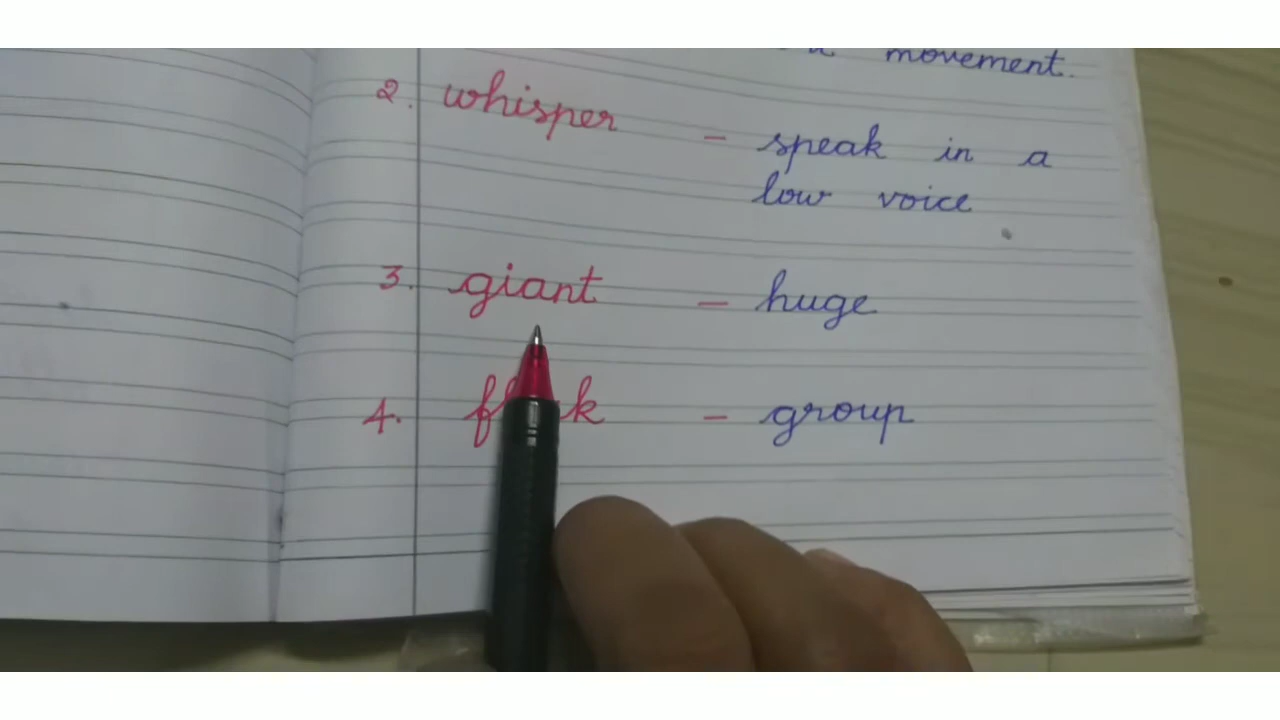 movement.
2. whisper - speak in a
low voice
3. giant - huge
4. - group